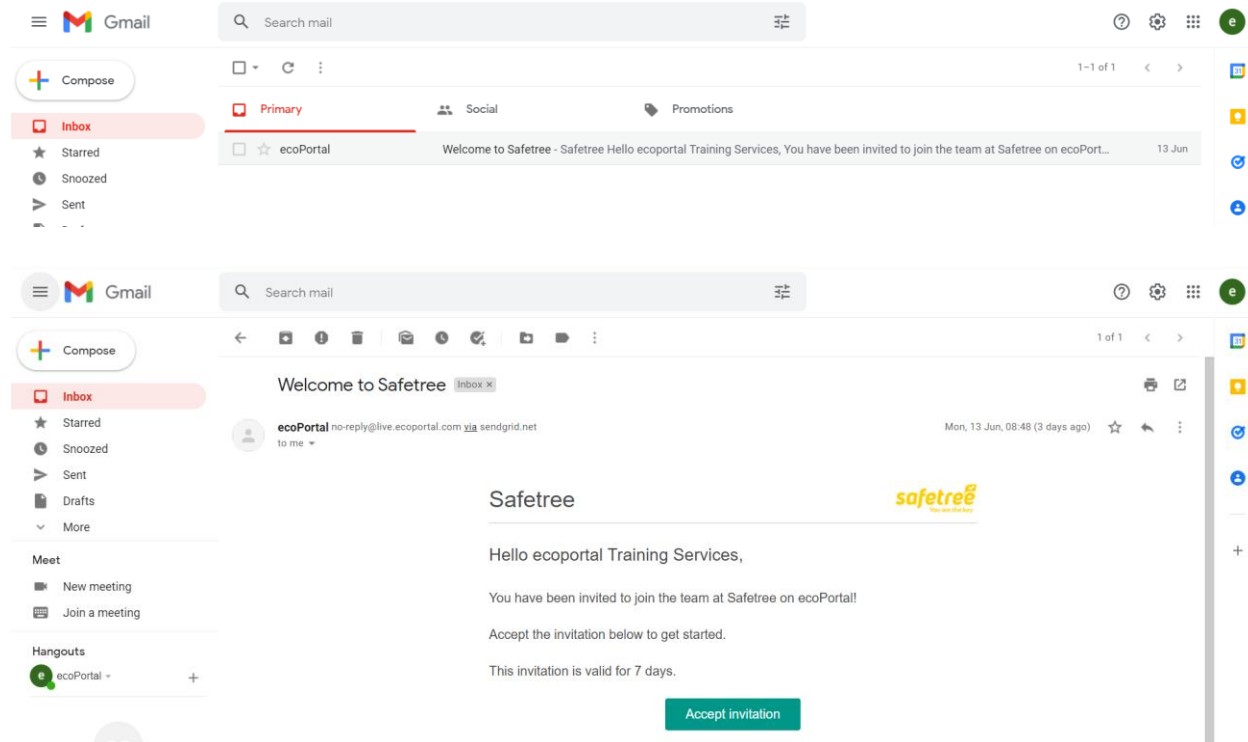 Gmail
Search mail
Compose
1–1 of 1
31
Primary
Social
Promotions
Inbox
Starred
ecoPortal
Welcome to Safetree - Safetree Hello ecoportal Training Services, You have been invited to join the team at Safetree on ecoPort...
13 Jun
Snoozed
Sent
e
Gmail
Search mail
e
Compose
1 of 1
31
Welcome to Safetree
Inbox ×
Inbox
Starred
Snoozed
Sent
Drafts
More
ecoPortal no-reply@live.ecoportal.com via sendgrid.net
Mon, 13 Jun, 08:48 (3 days ago)
to me
Safetree
safetree
You are the key
Hello ecoportal Training Services,
You have been invited to join the team at Safetree on ecoPortal!
Accept the invitation below to get started.
This invitation is valid for 7 days.
Accept invitation
Meet
New meeting
Join a meeting
Hangouts
e
ecoPortal